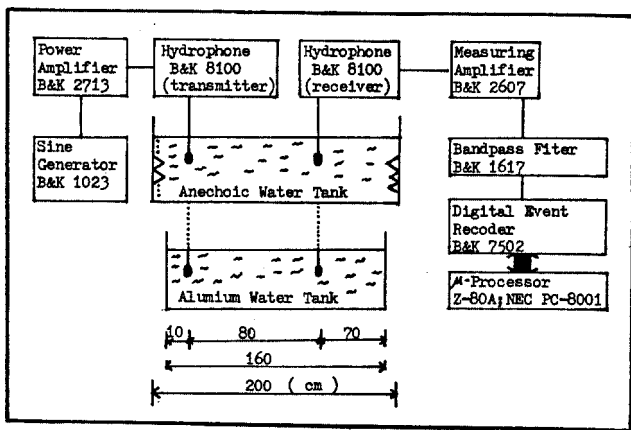 Power
Amplifier
B&K 2713
Hydrophone
B&K 8100
(transmitter)
Hydrophone
B&K 8100
(receiver)
Measuring
Amplifier
B&K 2607
Sine
Generator
B&K 1023
Anechoic Water Tank
Bandpass Fiter
B&K 1617
Digital Event
Recoder
B&K 7502
Alumium Water Tank
μ-Processor
Z-80A;NEC PC-8001
10 80 70
160
200 ( cm )